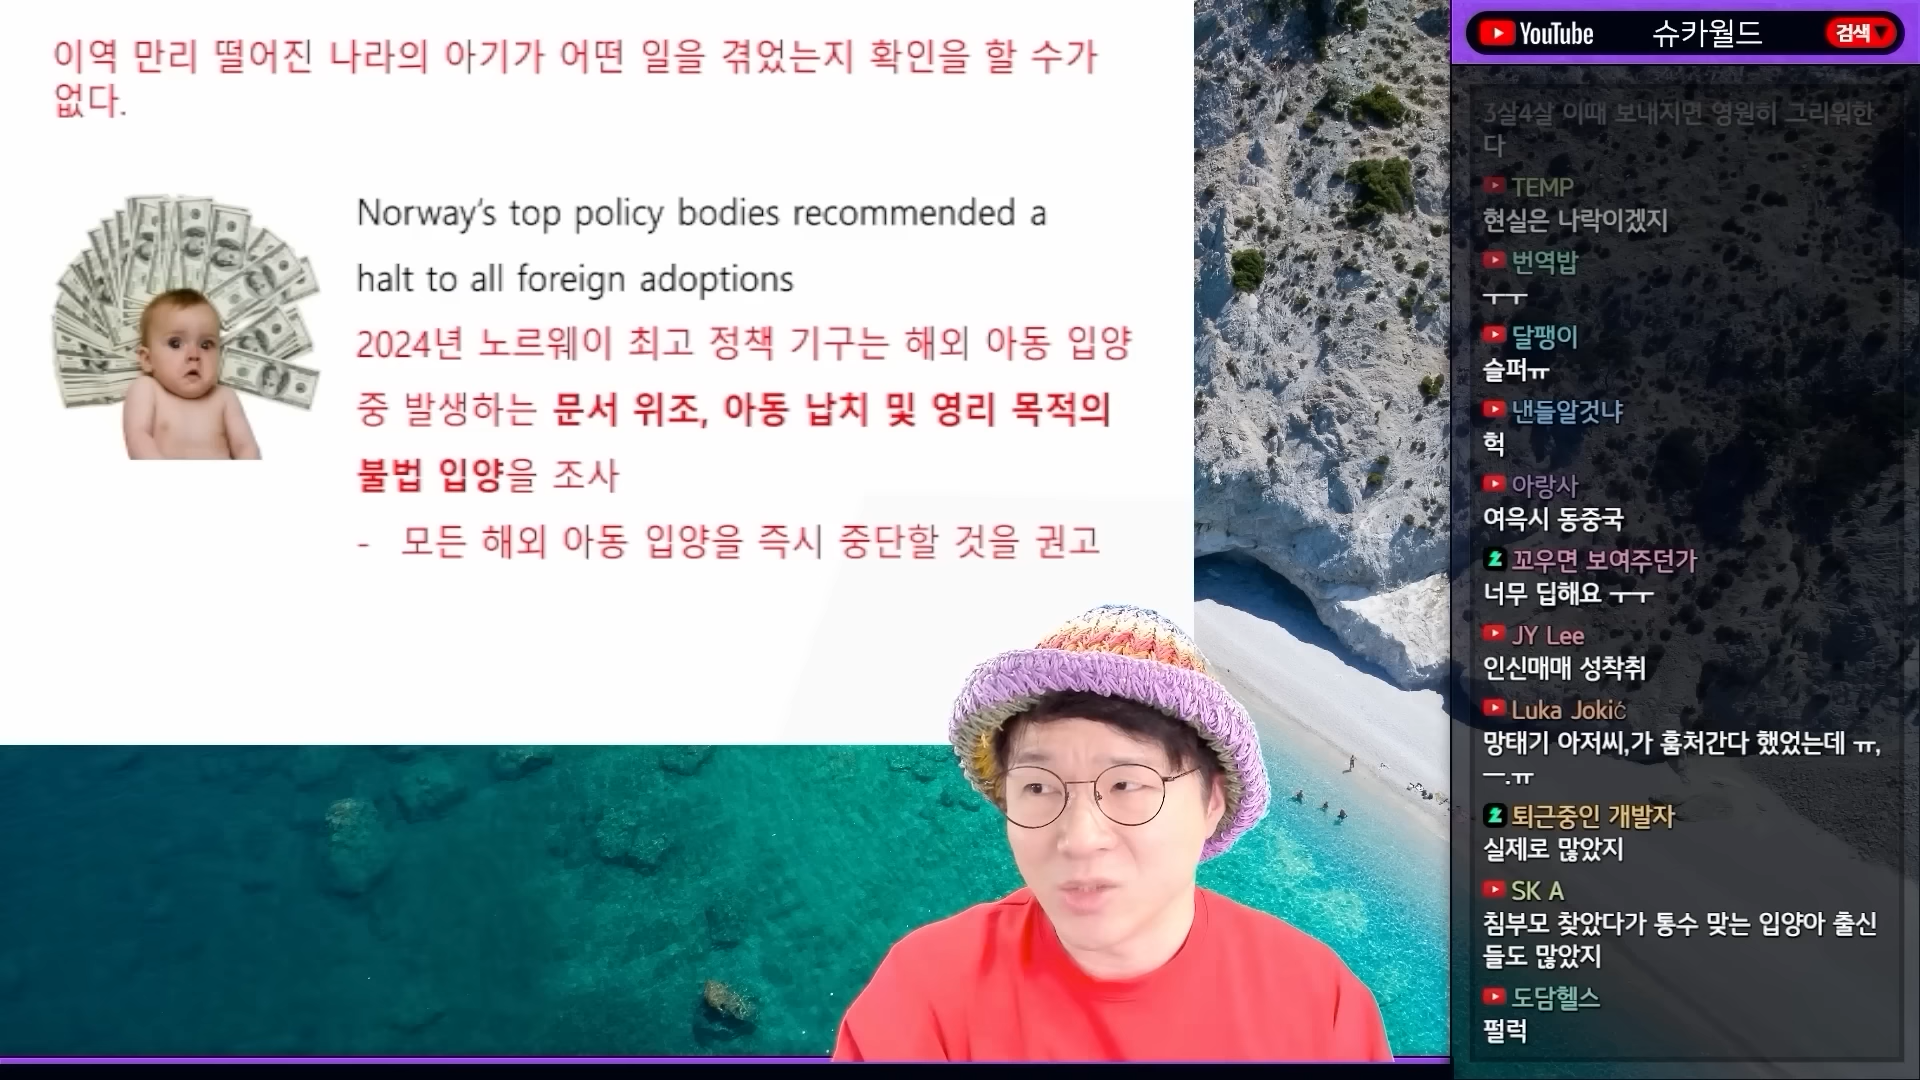 이역 만리 떨어진 나라의 아기가 어떤 일을 겪었는지 확인을 할 수가
없다.
Norway's top policy bodies recommended a
halt to all foreign adoptions
2024년 노르웨이 최고 정책 기구는 해외 아동 입양
중 발생하는 문서 위조, 아동 납치 및 영리 목적의
불법 입양을 조사
- 모든 해외 아동 입양을 즉시 중단할 것을 권고
YouTube 슈카월드 검색
3살4살 이때 보내지면 영원히 그리워한
다
TEMP
현실은 나락이겠지
번역밥
ㅜㅜ
달팽이
슬퍼ㅠ
낸들알것냐
헉
아랑사
여윽시 동중국
꼬우면 보여주던가
너무 딥해요 ㅜㅜ
JY Lee
인신매매 성착취
Luka Jokić
망태기 아저씨,가 훔쳐간다 했었는데 ㅠ,
ㅡ.ㅠ
퇴근중인 개발자
실제로 많았지
SK A
침부모 찾았다가 통수 맞는 입양아 출신
들도 많았지
도담헬스
펄럭